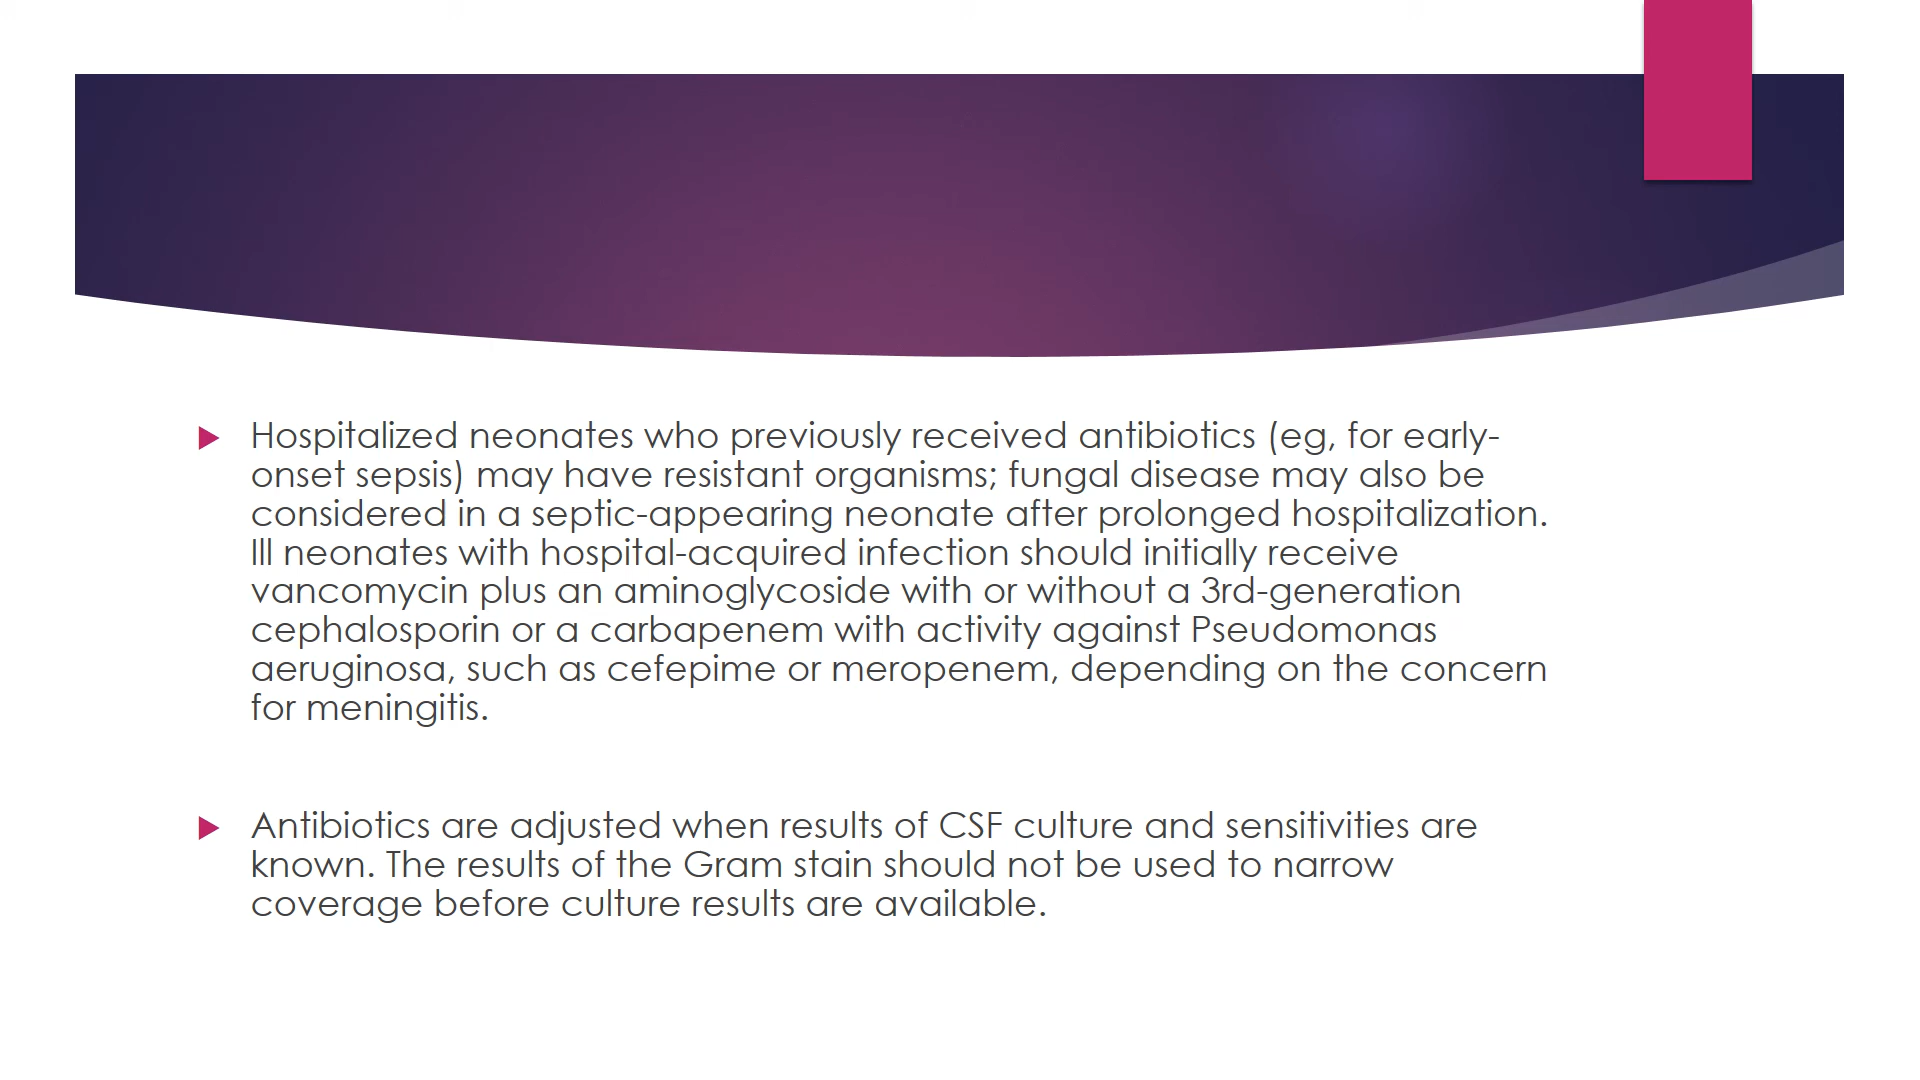 Hospitalized neonates who previously received antibiotics (eg, for early-
onset sepsis) may have resistant organisms; fungal disease may also be
considered in a septic-appearing neonate after prolonged hospitalization.
Ill neonates with hospital-acquired infection should initially receive
vancomycin plus an aminoglycoside with or without a 3rd-generation
cephalosporin or a carbapenem with activity against Pseudomonas
aeruginosa, such as cefepime or meropenem, depending on the concern
for meningitis.
Antibiotics are adjusted when results of CSF culture and sensitivities are
known. The results of the Gram stain should not be used to narrow
coverage before culture results are available.